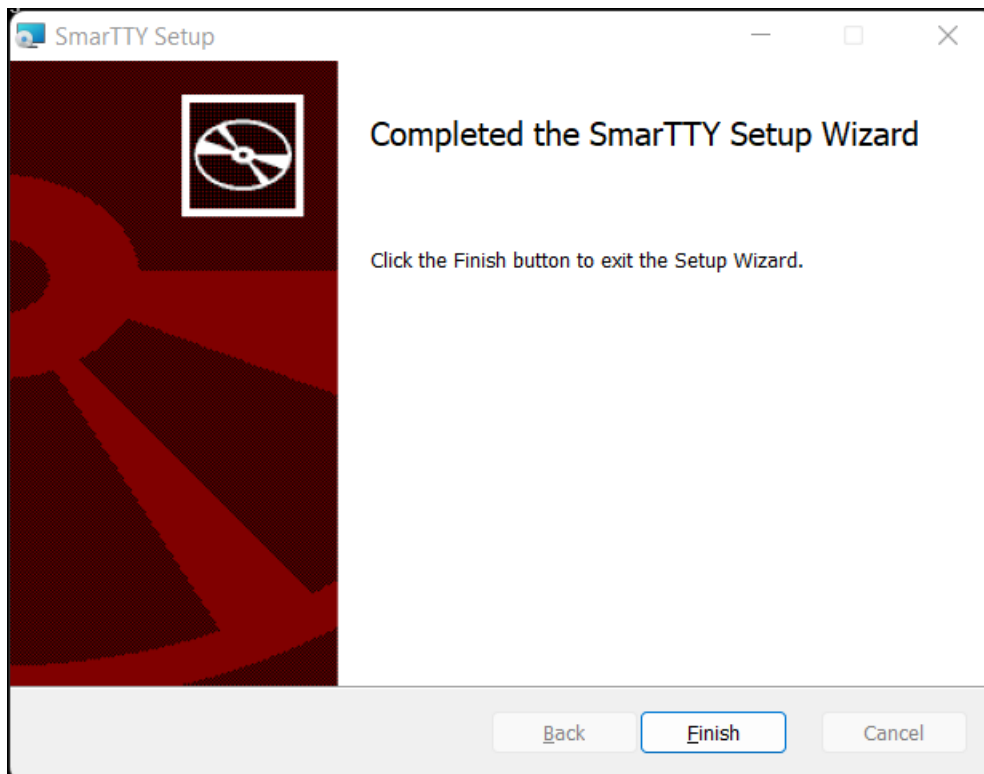 SmarTTY Setup
Completed the SmarTTY Setup Wizard
Click the Finish button to exit the Setup Wizard.
Back Finish Cancel